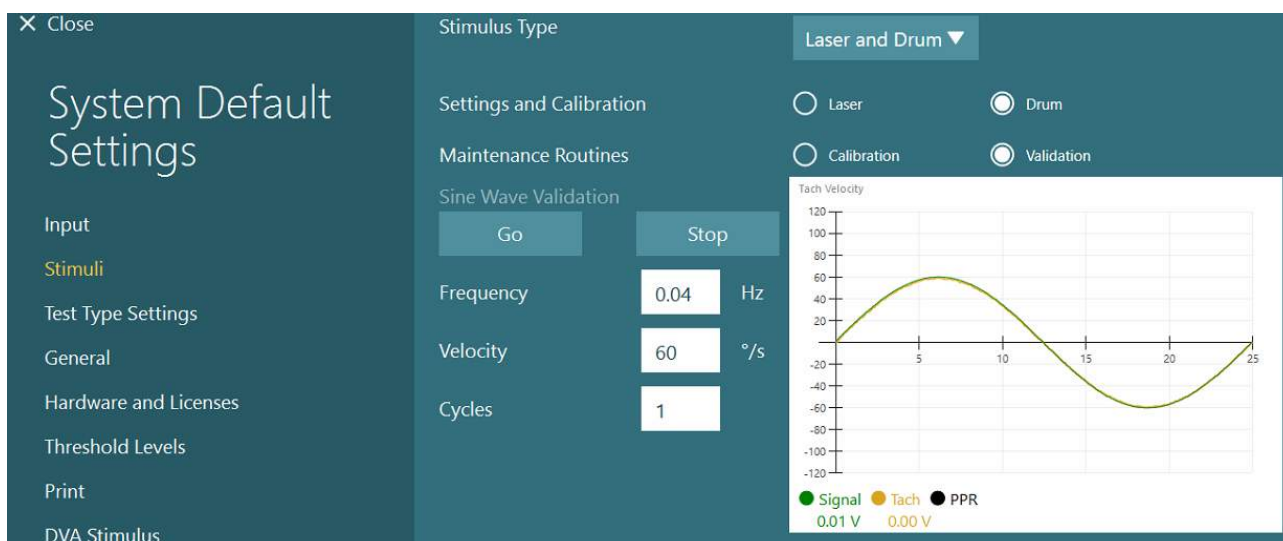 ✕ Close
System Default
Settings
Input
Stimuli
Test Type Settings
General
Hardware and Licenses
Threshold Levels
Print
DVA Stimulus
Stimulus Type
Laser and Drum ▼
Settings and Calibration
Laser
Drum
Maintenance Routines
Calibration
Validation
Sine Wave Validation
Go
Stop
Frequency
0.04
Hz
Velocity
60
°/s
Cycles
1
Tach Velocity
120
100
80
60
40
20
-20
-40
-60
-80
-100
-120
5
10
15
20
25
Signal
Tach
PPR
0.01 V
0.00 V